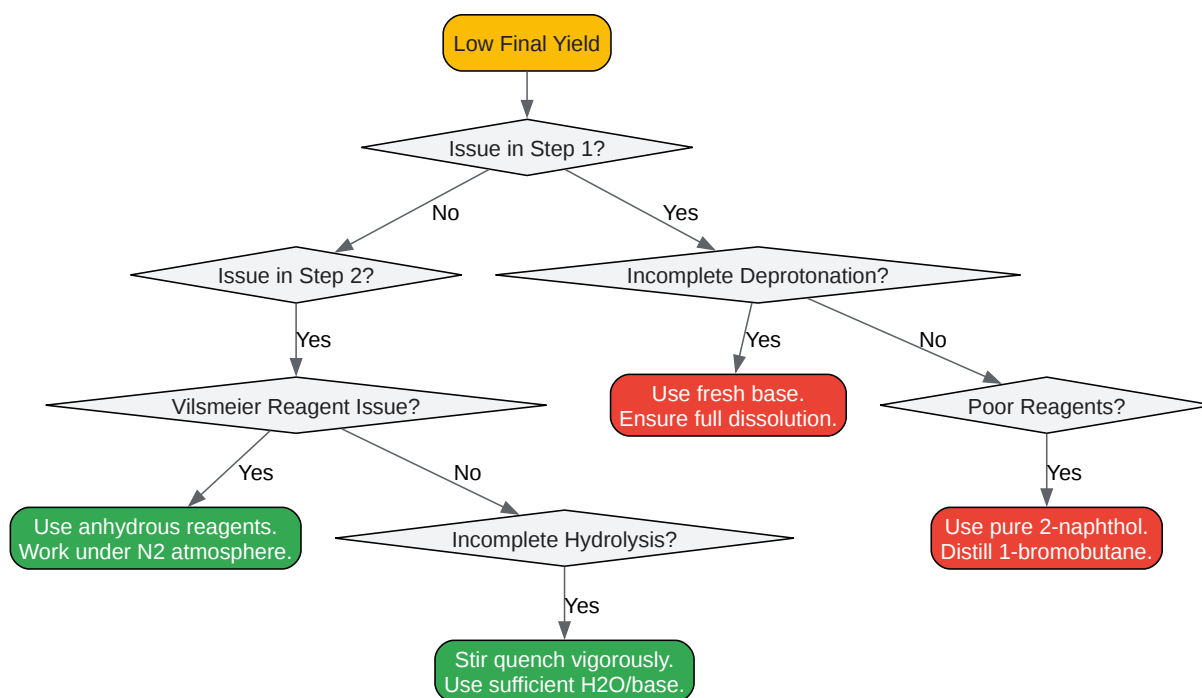 Low Final Yield
Issue in Step 1?
No
Yes
Issue in Step 2?
Incomplete Deprotonation?
Yes
Yes
No
Vilsmeier Reagent Issue?
Use fresh base.
Ensure full dissolution.
Poor Reagents?
Yes
No
Yes
Use anhydrous reagents.
Work under N2 atmosphere.
Incomplete Hydrolysis?
Use pure 2-naphthol.
Distill 1-bromobutane.
Yes
Stir quench vigorously.
Use sufficient H2O/base.